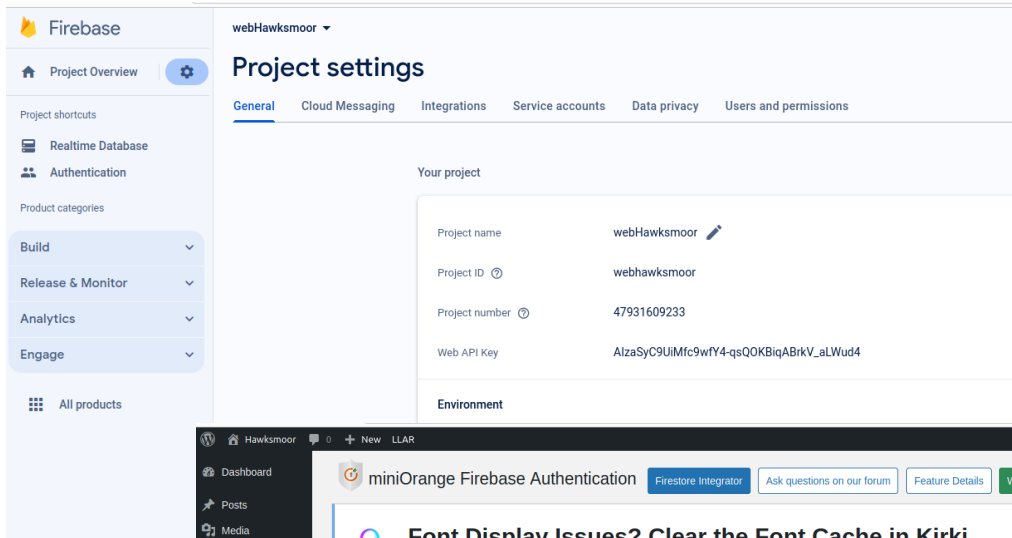 Firebase
webHawksmoor
Project Overview
Project settings
General Cloud Messaging Integrations Service accounts Data privacy Users and permissions
Project shortcuts
Realtime Database
Authentication
Product categories
Build
Release & Monitor
Analytics
Engage
All products
Your project
Project name webHawksmoor
Project ID webhawksmoor
Project number 47931609233
Web API Key AIzaSyC9UiMfc9wfY4-qsQOKBiqABrkV_aLWud4
Environment
Hawksmoor 0 New LLAR
Dashboard
Posts
Media
miniOrange Firebase Authentication Firestore Integrator Ask questions on our forum Feature Details
Font Display Issues? Clear the Font Cache in Kirki